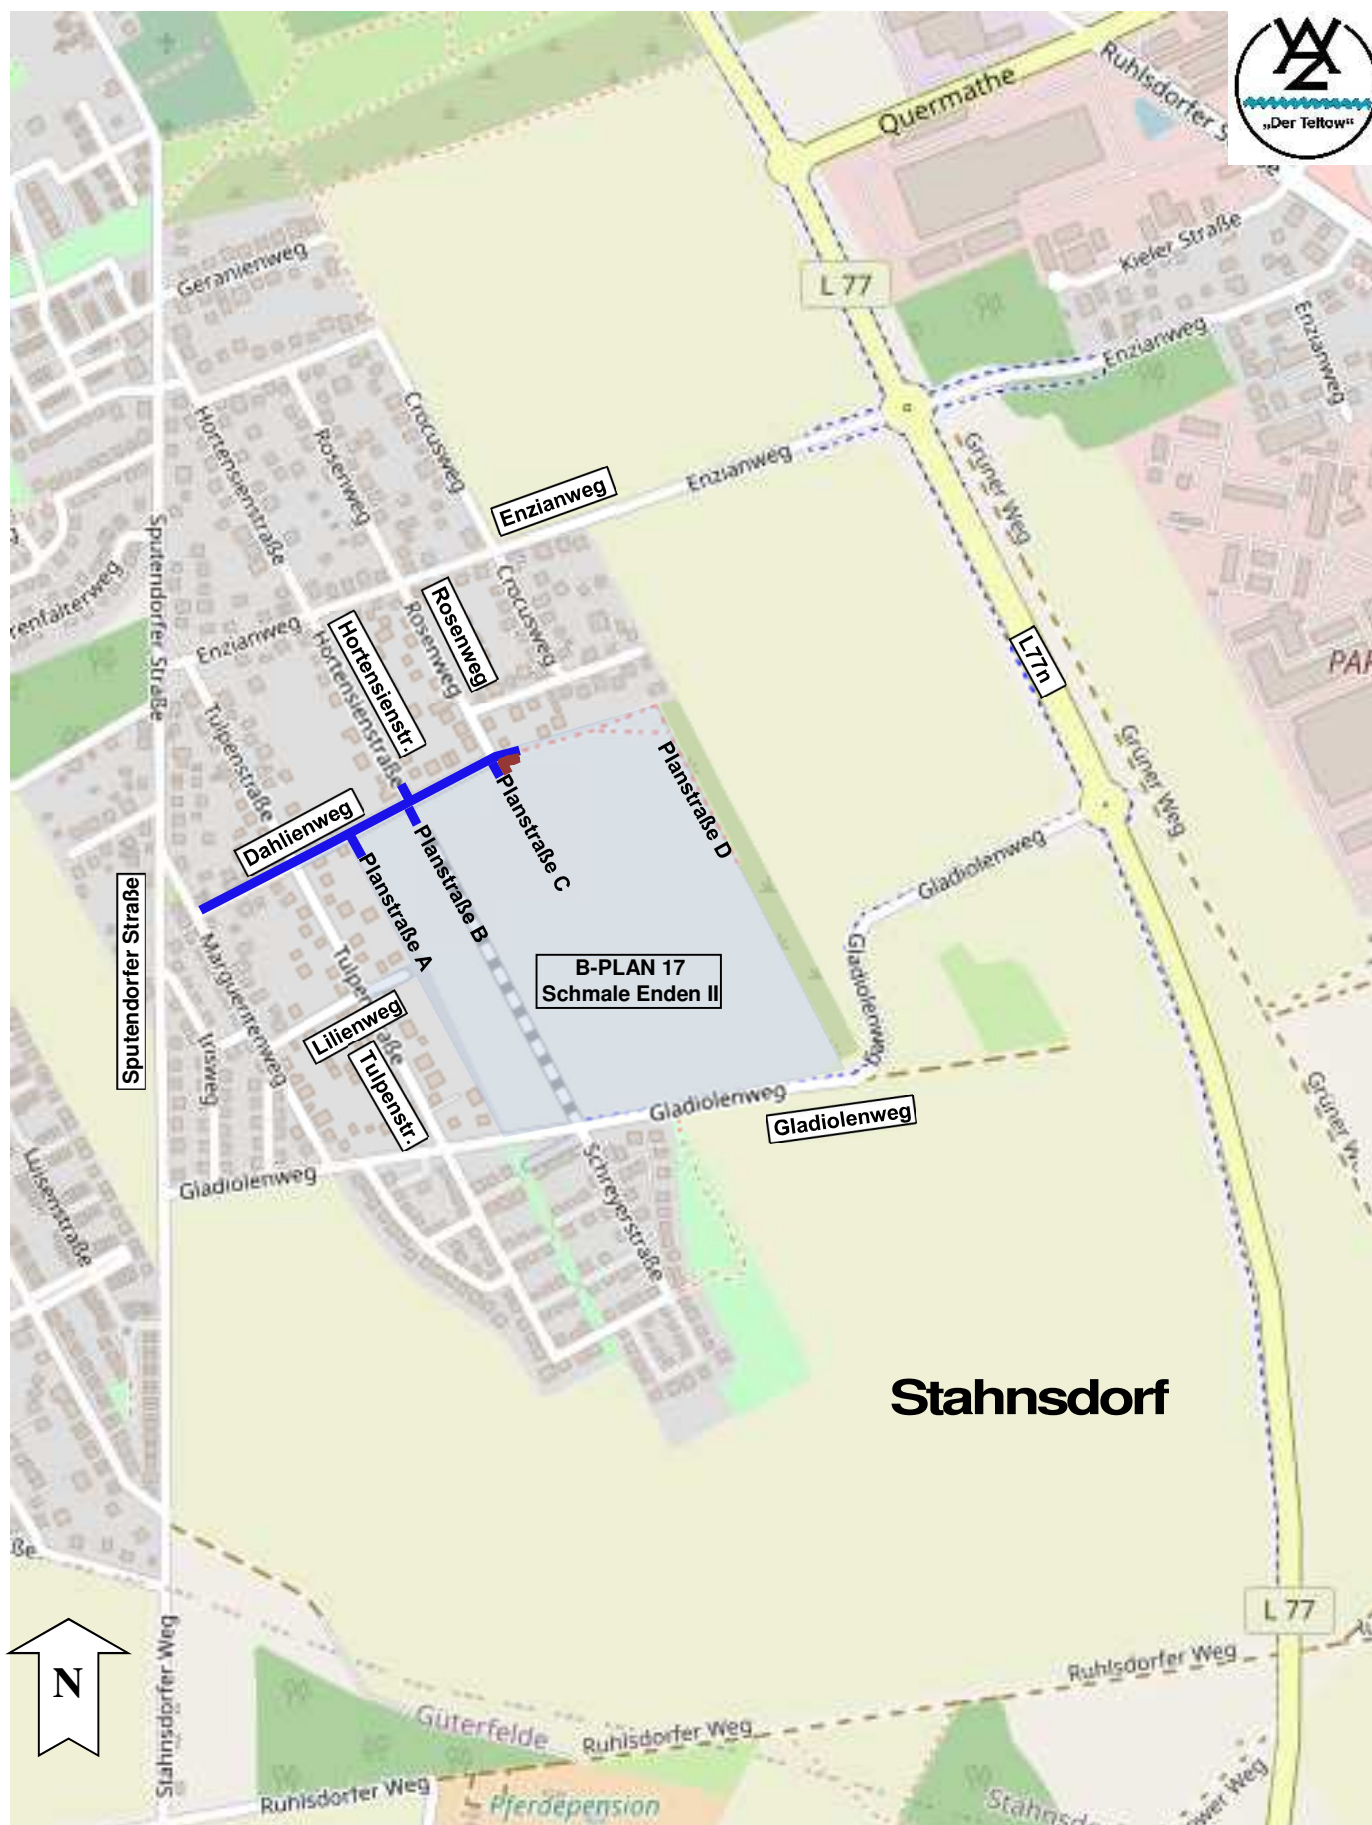 Quermathe
Ruhlsdorfer S
„Der Teltow“
Geranienweg
L 77
Kieler Straße
Enzianweg
Enzianweg
Hortensienstraße
Rosenweg
Crocusweg
Enzianweg
Enzianweg
Grüner Weg
Sputendorfer Straße
Enzianweg
Hortensienstraße
Hortensienstr.
Rosenweg
Rosenweg
Crocusweg
L77n
Tulpenstraße
Planstraße D
Grüner Weg
Dahlienweg
Planstraße A
Planstraße B
Planstraße C
Gladiolenweg
Sputendorfer Straße
Margueritenweg
Irisweg
Lilienweg
Tulpenstr.
B-PLAN 17
Schmale Enden II
Gladiolenweg
Gladiolenweg
Gladiolenweg
Gladiolenweg
Schreyerstraße
Luisenstraße
Stahnsdorf
L 77
N
Stahnsdorfer Weg
Güterfelde
Ruhlsdorfer Weg
Ruhlsdorfer Weg
Ruhlsdorfer Weg
Pferdepension